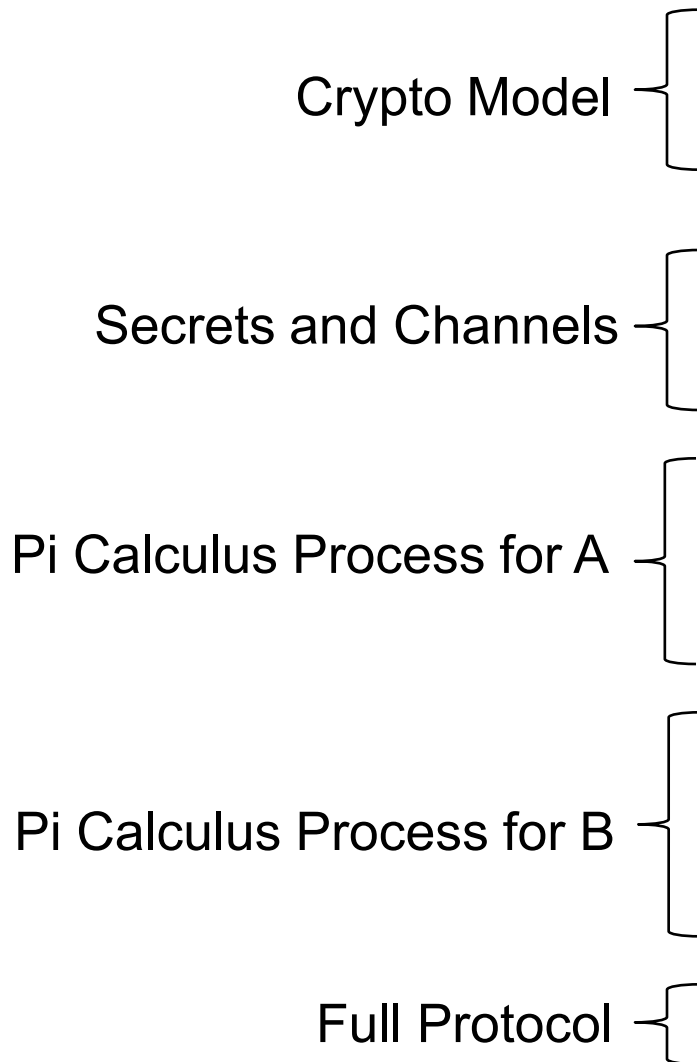 Crypto Model
Secrets and Channels
Pi Calculus Process for A
Pi Calculus Process for B
Full Protocol